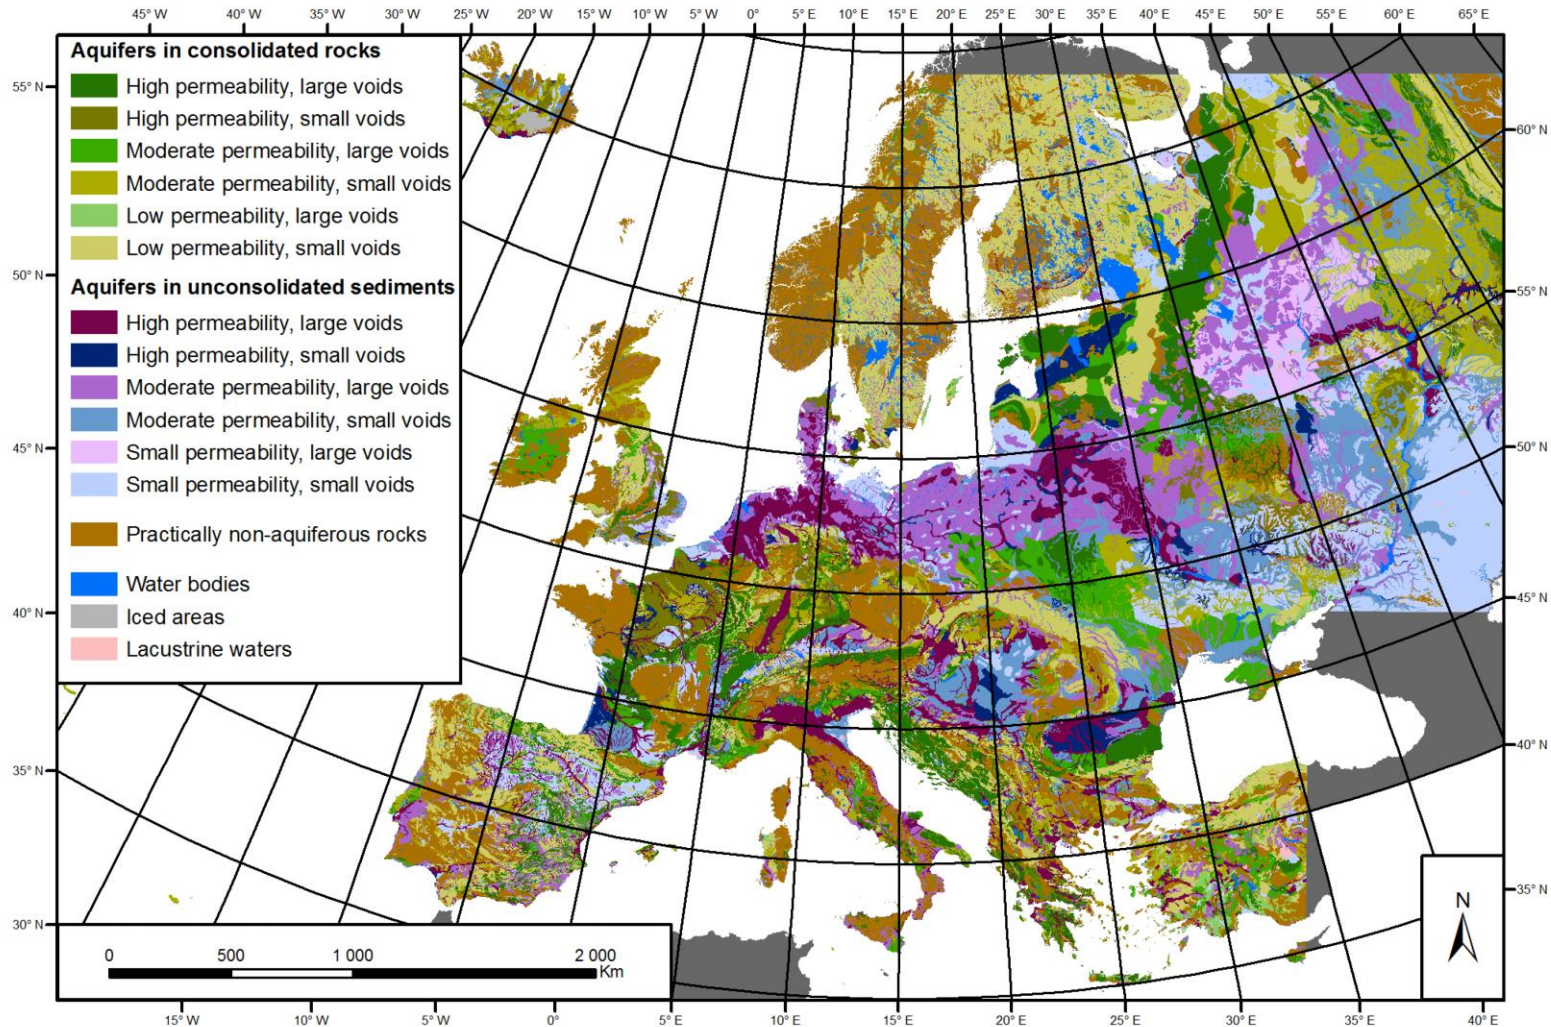 45° W 40° W 35° W 30° W 25° W 20° W 15° W 10° W 5° W 0° 5° E 10° E 15° E 20° E 25° E 30° E 35° E 40° E 45° E 50° E 55° E 60° E 65° E
Aquifers in consolidated rocks
High permeability, large voids
High permeability, small voids
Moderate permeability, large voids
Moderate permeability, small voids
Low permeability, large voids
Low permeability, small voids
Aquifers in unconsolidated sediments
High permeability, large voids
High permeability, small voids
Moderate permeability, large voids
Moderate permeability, small voids
Small permeability, large voids
Small permeability, small voids
Practically non-aquiferous rocks
Water bodies
Iced areas
Lacustrine waters
55° N
50° N
45° N
40° N
35° N
30° N
60° N
55° N
50° N
45° N
40° N
35° N
N
0 500 1 000 2 000
Km
15° W 10° W 5° W 0° 5° E 10° E 15° E 20° E 25° E 30° E 35° E 40° E